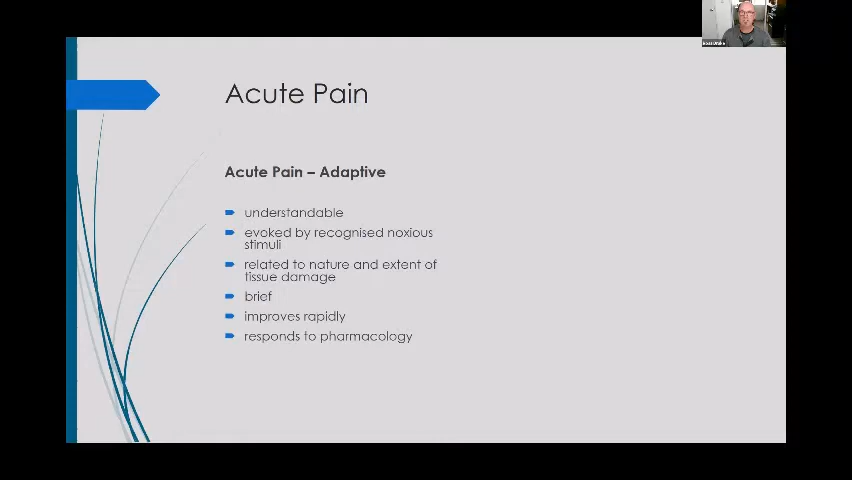 Acute Pain
Acute Pain – Adaptive
understandable
evoked by recognised noxious
stimuli
related to nature and extent of
tissue damage
brief
improves rapidly
responds to pharmacology